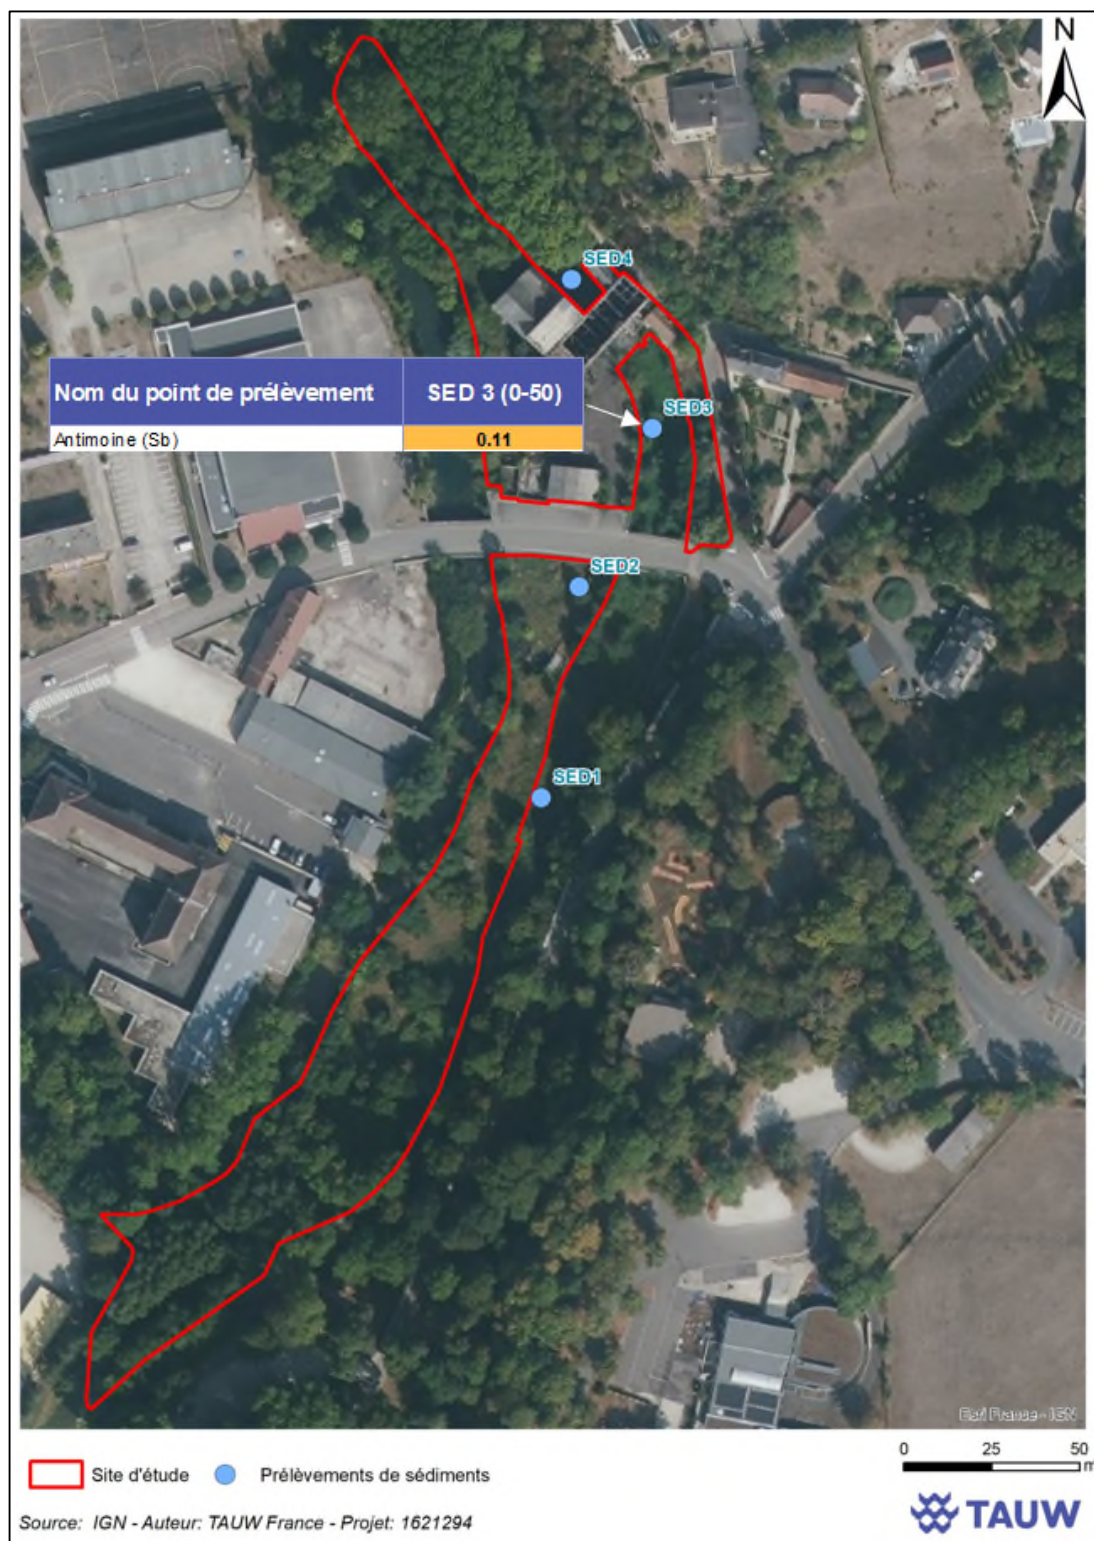 N
SED4
Nom du point de prélèvement SED 3 (0-50)
SED3
Antimoine (Sb) 0.11
SED2
SED1
Esri France - IGN
0 25 50
m
Site d'étude Prélèvements de sédiments
Source: IGN - Auteur: TAUW France - Projet: 1621294
TAUW